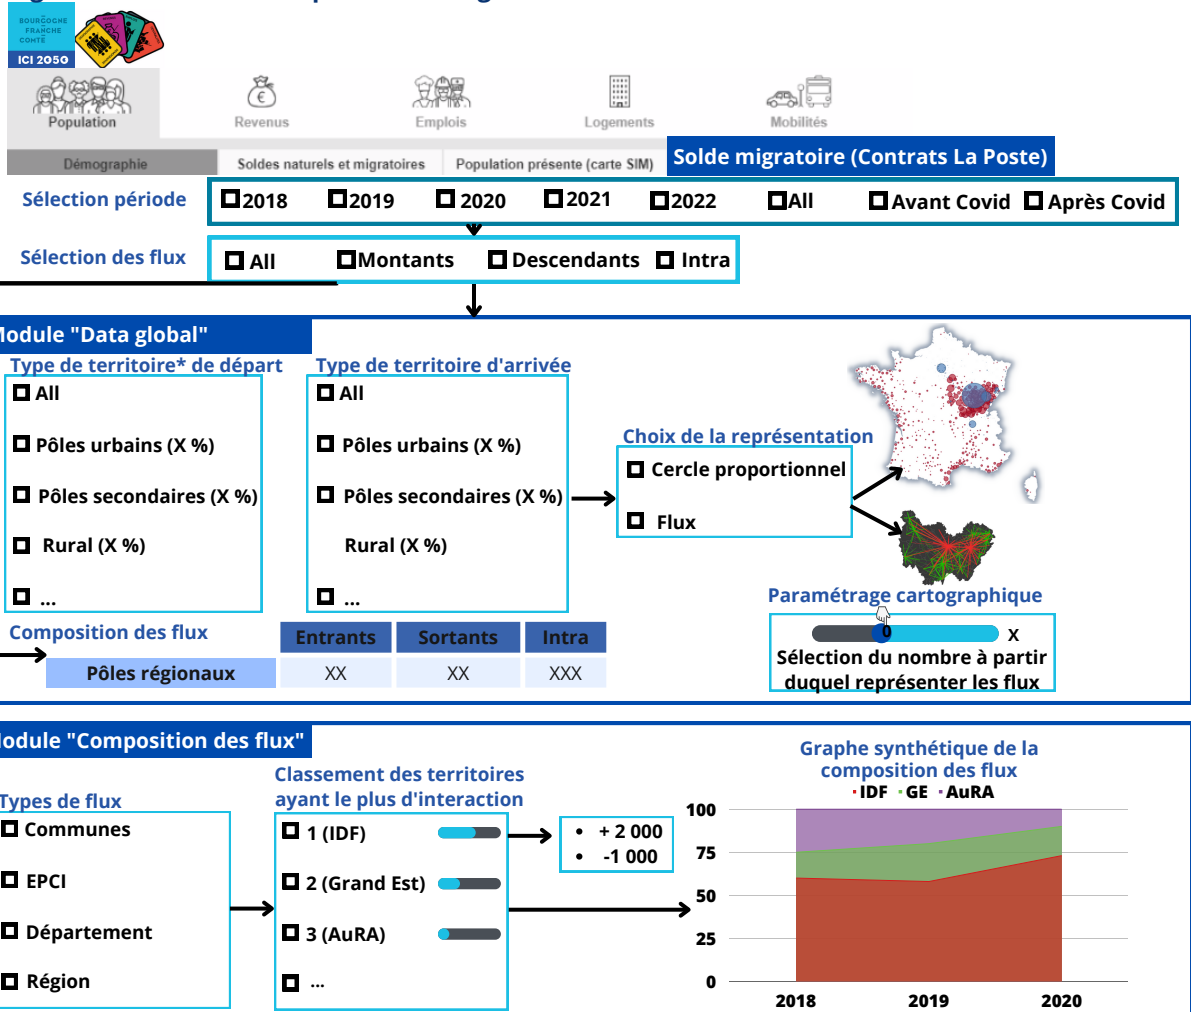 BOURGOGNE
FRANCHE
COMTÉ
ICI 2050
Population
Revenus
Emplois
Logements
Mobilités
Démographie
Soldes naturels et migratoires
Population présente (carte SIM)
Solde migratoire (Contrats La Poste)
Sélection période
2018
2019
2020
2021
2022
All
Avant Covid
Après Covid
Sélection des flux
All
Montants
Descendants
Intra
Module "Data global"
Type de territoire* de départ
All
Pôles urbains (X %)
Pôles secondaires (X %)
Rural (X %)
...
Type de territoire d'arrivée
All
Pôles urbains (X %)
Pôles secondaires (X %)
Rural (X %)
...
Choix de la représentation
Cercle proportionnel
Flux
Paramétrage cartographique
0
X
Sélection du nombre à partir
duquel représenter les flux
Composition des flux
Entrants
Sortants
Intra
Pôles régionaux
XX
XX
XXX
Module "Composition des flux"
Types de flux
Communes
EPCI
Département
Région
Classement des territoires
ayant le plus d'interaction
1 (IDF)
2 (Grand Est)
3 (AuRA)
...
+ 2 000
-1 000
Graphe synthétique de la
composition des flux
IDF GE AuRA
100
75
50
25
0
2018
2019
2020